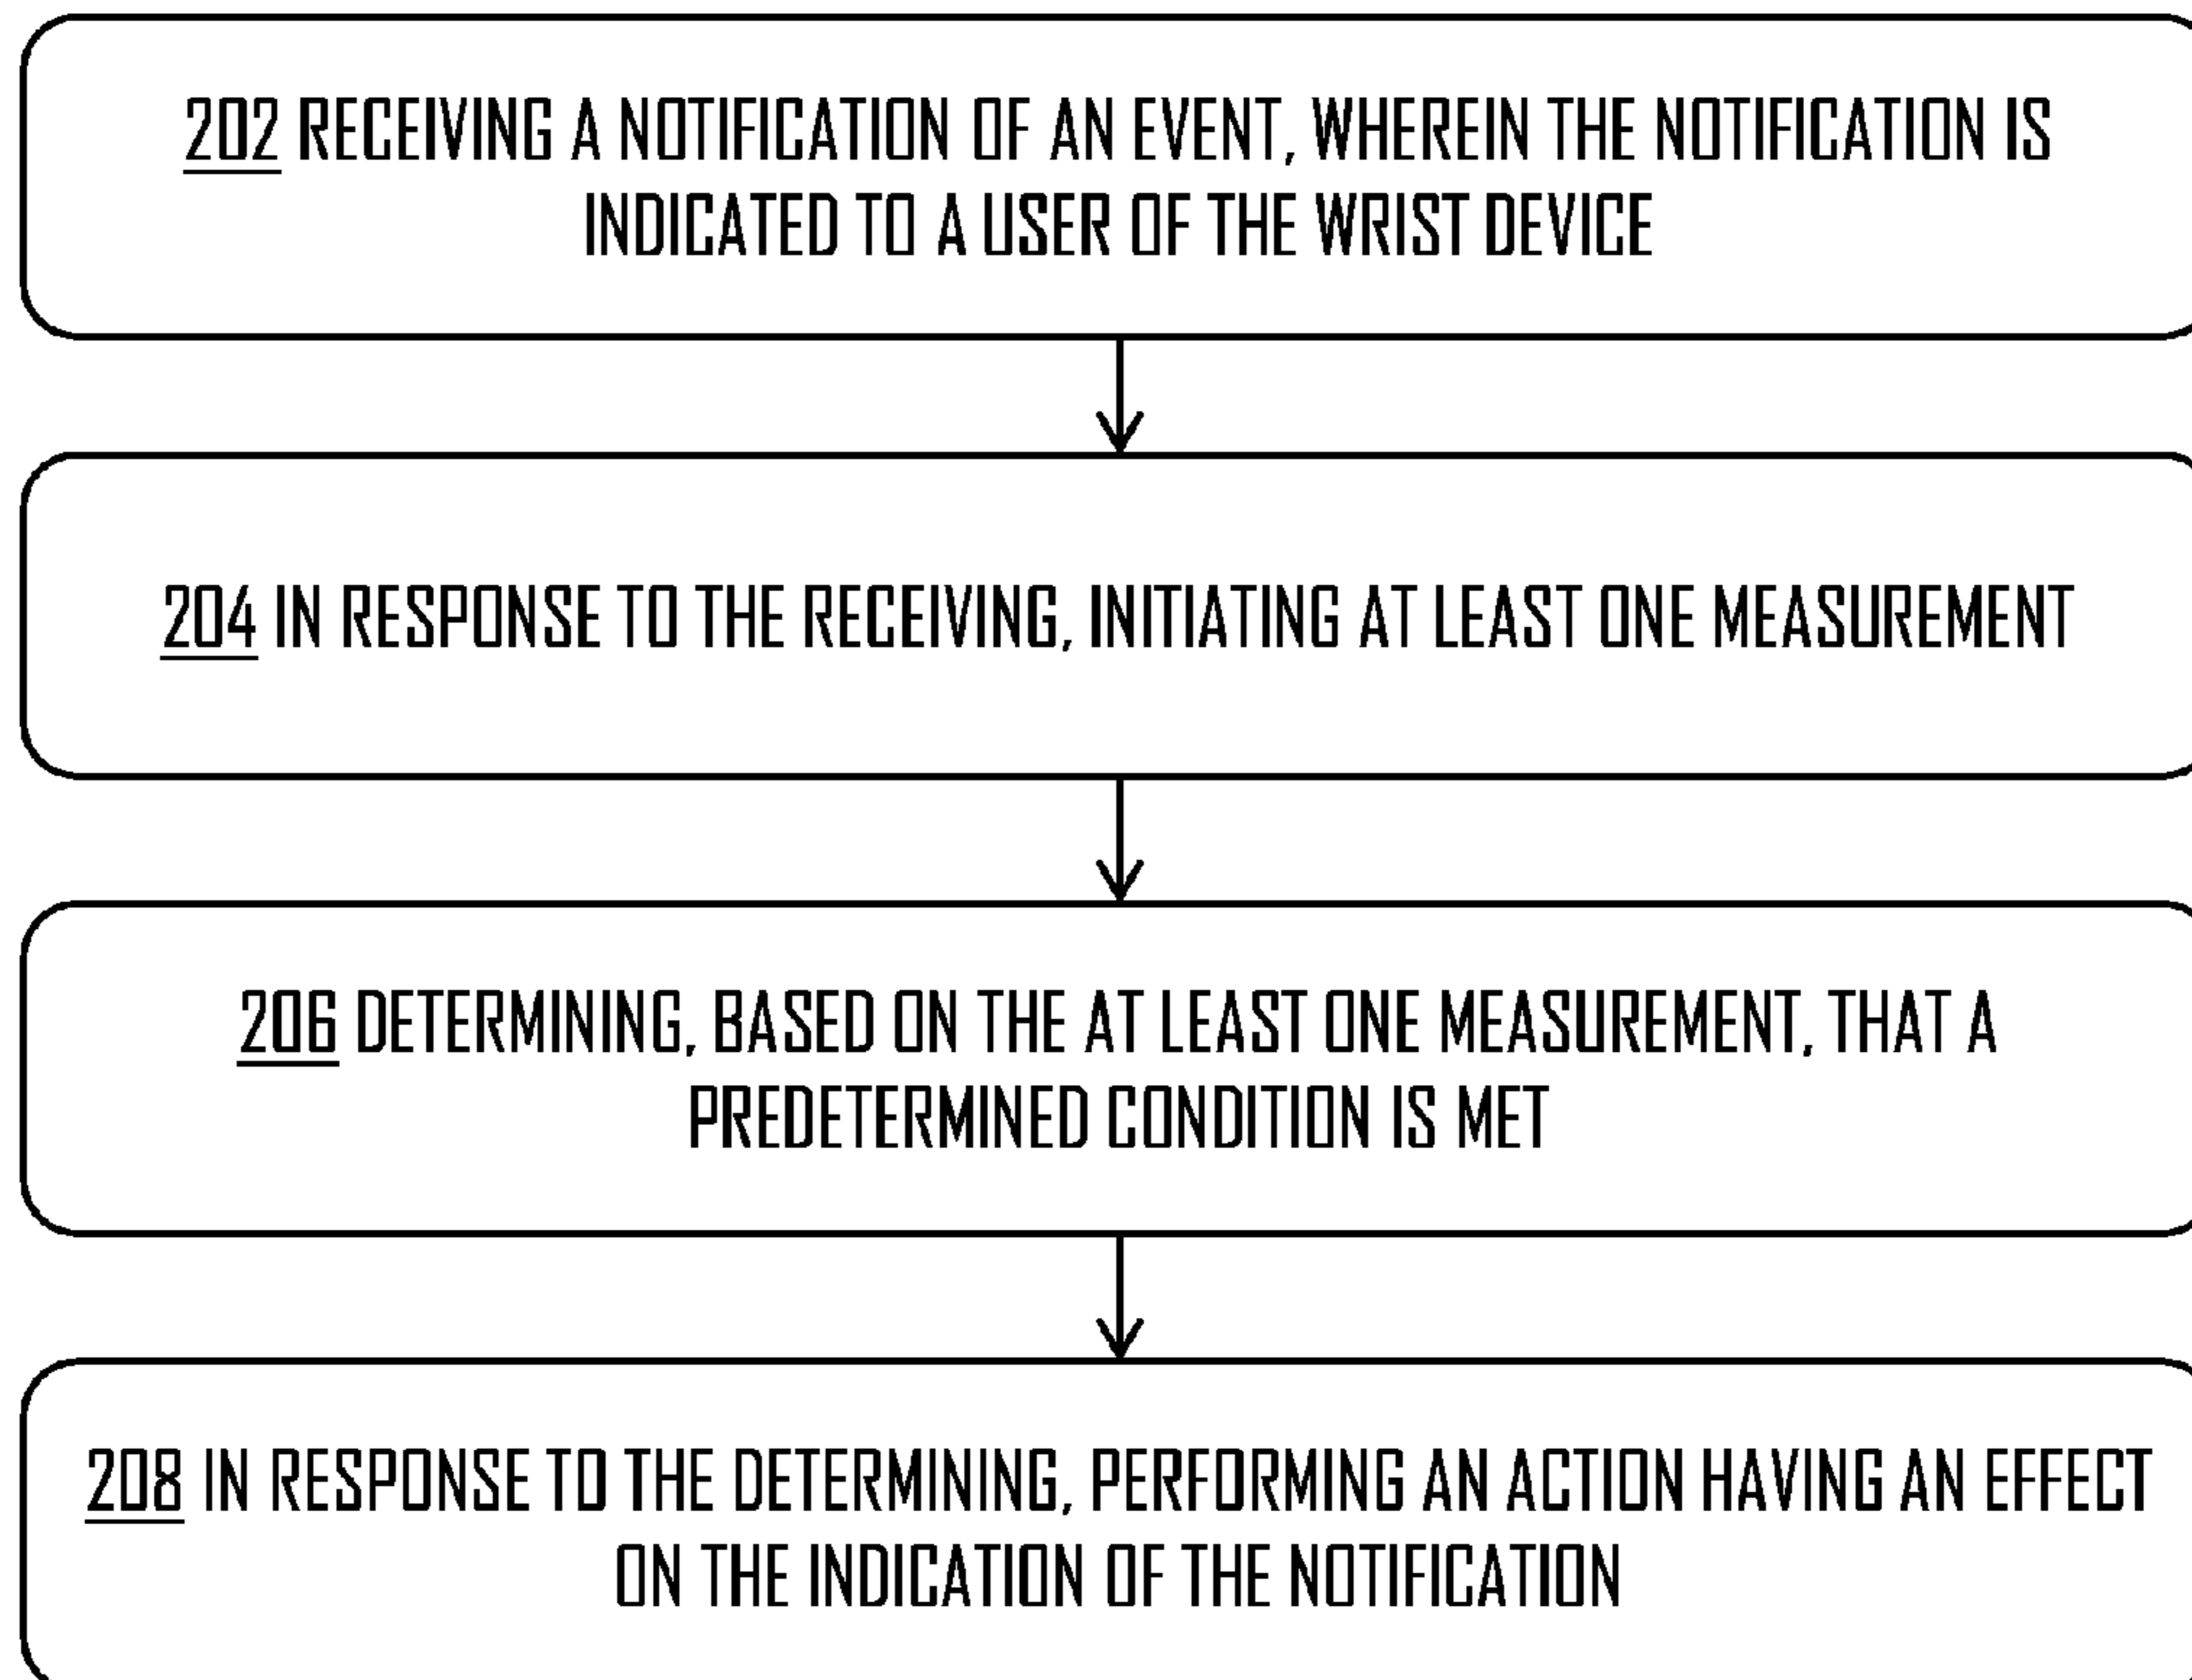 202 RECEIVING A NOTIFICATION OF AN EVENT, WHEREIN THE NOTIFICATION IS
INDICATED TO A USER OF THE WRIST DEVICE
204 IN RESPONSE TO THE RECEIVING, INITIATING AT LEAST ONE MEASUREMENT
206 DETERMINING, BASED ON THE AT LEAST ONE MEASUREMENT, THAT A
PREDETERMINED CONDITION IS MET
208 IN RESPONSE TO THE DETERMINING, PERFORMING AN ACTION HAVING AN EFFECT
ON THE INDICATION OF THE NOTIFICATION